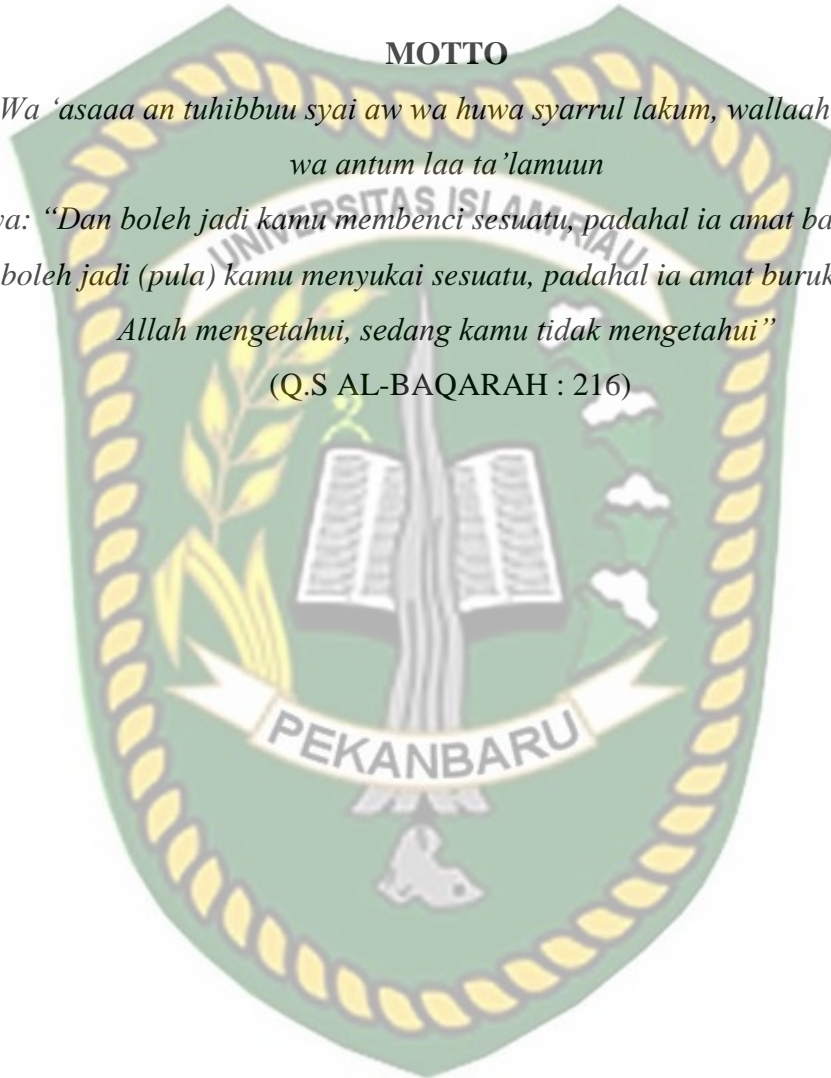 MOTTO
Wa ‘asaaa an tuhibbuu syai aw wa huwa syarrul lakum, wallaah
wa antum laa ta’lamuun
“Dan boleh jadi kamu membenci sesuatu, padahal ia amat
boleh jadi (pula) kamu menyukai sesuatu, padahal ia amat buruk
Allah mengetahui, sedang kamu tidak mengetahui”
(Q.S AL-BAQARAH : 216)
UNIVERSITAS ISLAM RIAU
PEKANBARU